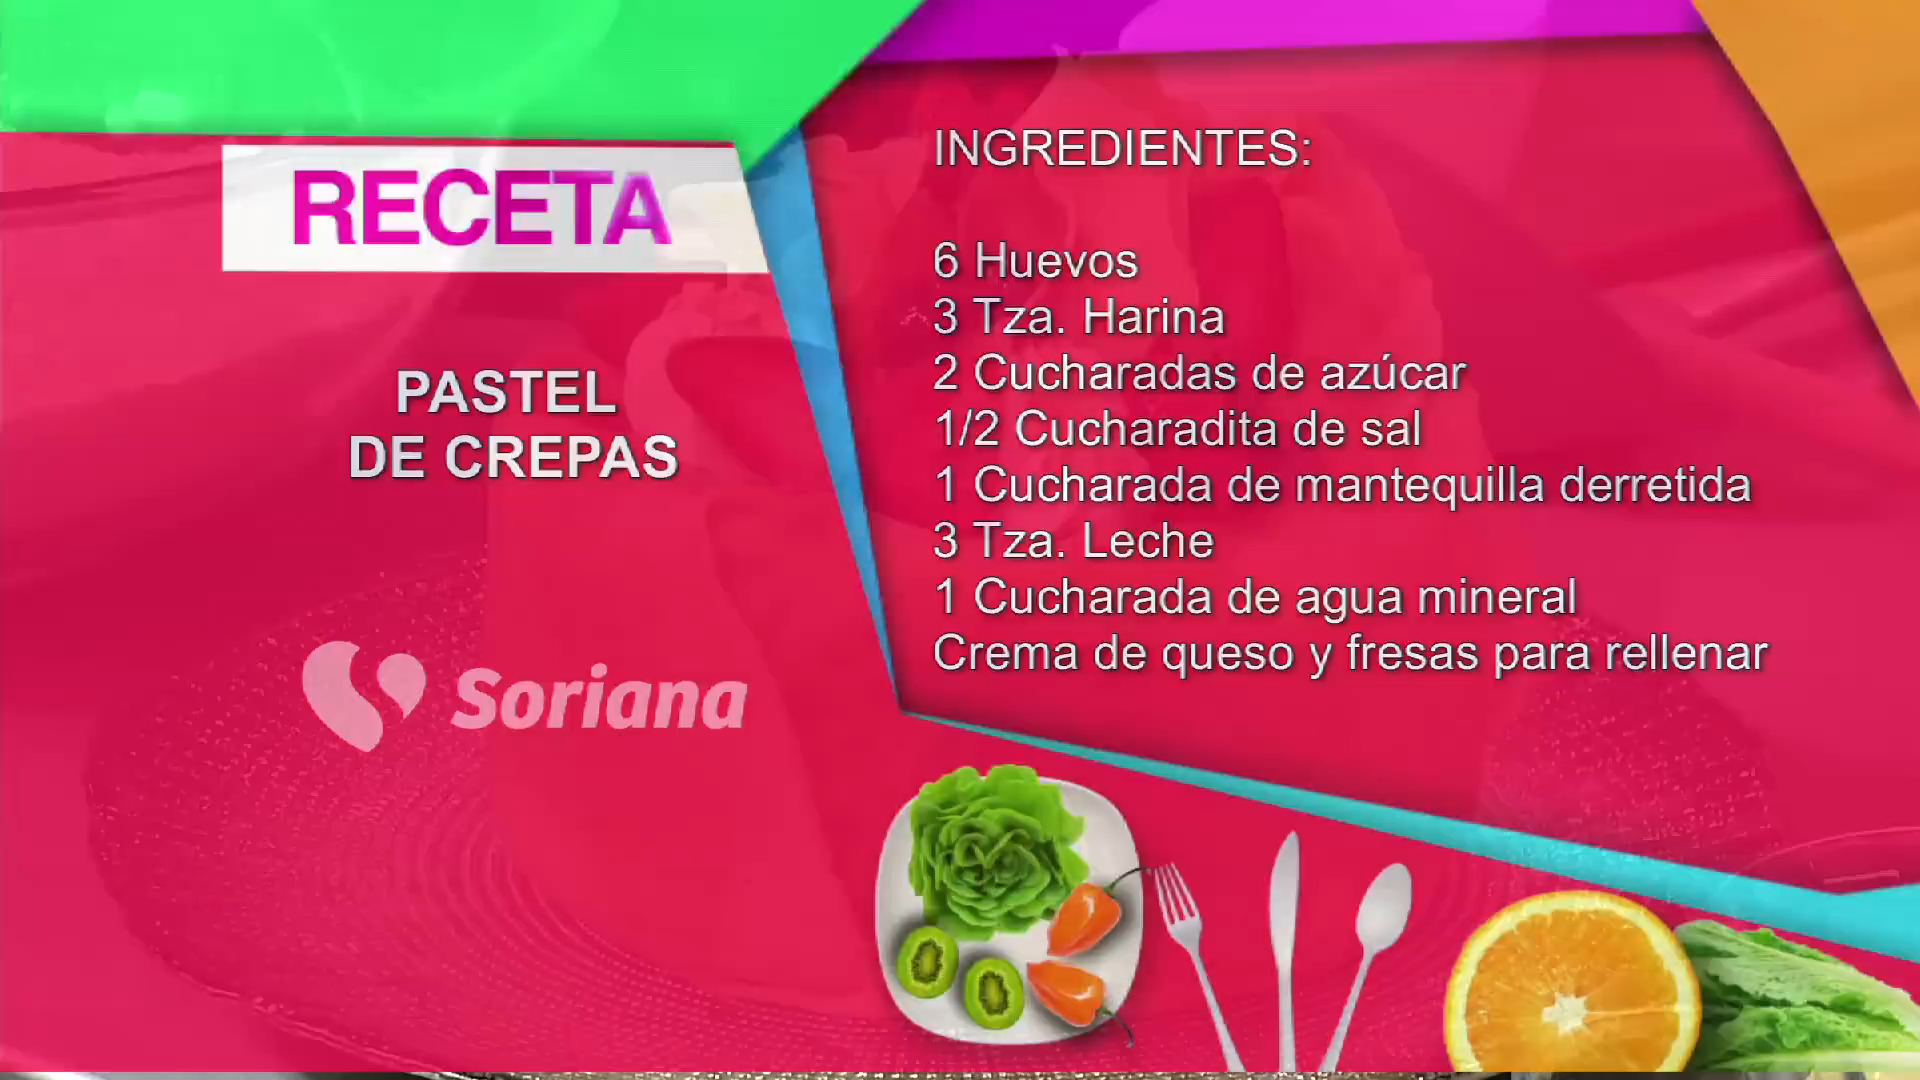 RECETA
PASTEL
DE CREPAS
Soriana
INGREDIENTES:
6 Huevos
3 Tza. Harina
2 Cucharadas de azúcar
1/2 Cucharadita de sal
1 Cucharada de mantequilla derretida
3 Tza. Leche
1 Cucharada de agua mineral
Crema de queso y fresas para rellenar